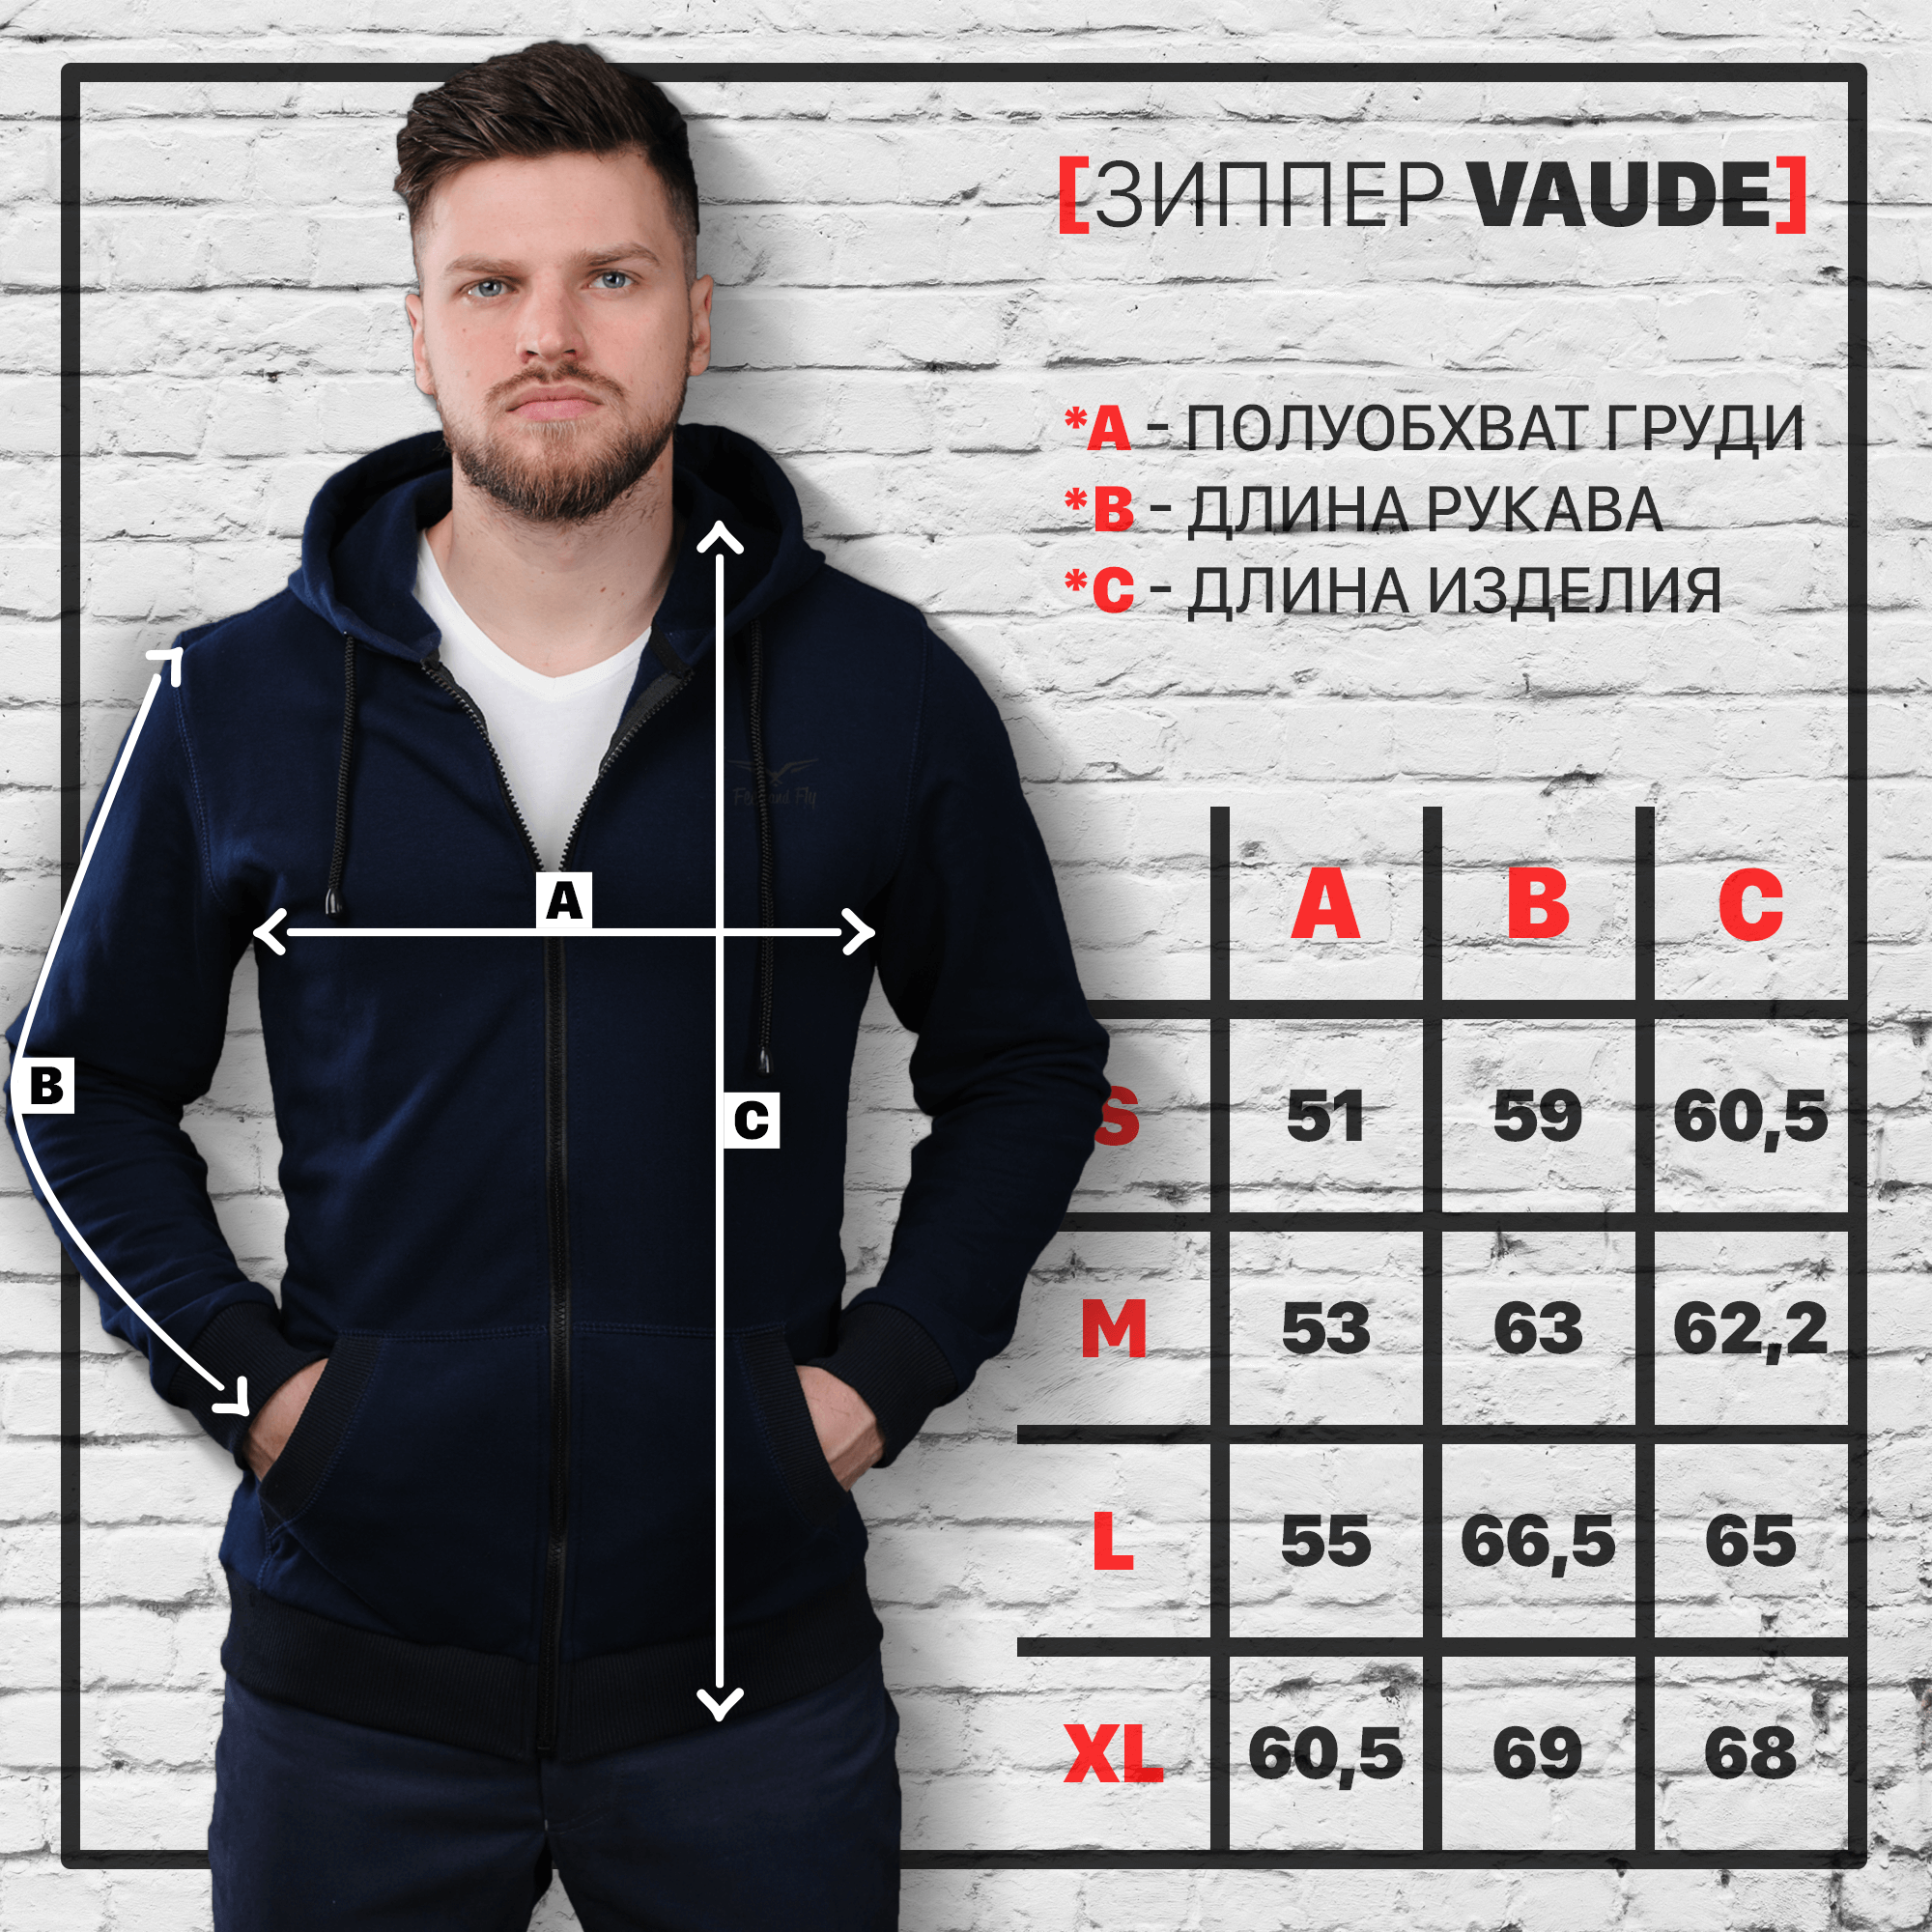 [ЗИППЕР VAUDE]
*A - ПОЛУОБХВАТ ГРУДИ
*B - ДЛИНА РУКАВА
*C - ДЛИНА ИЗДЕЛИЯ
Fly
A
B
C
A B C
S 51 59 60,5
M 53 63 62,2
L 55 66,5 65
XL 60,5 69 68